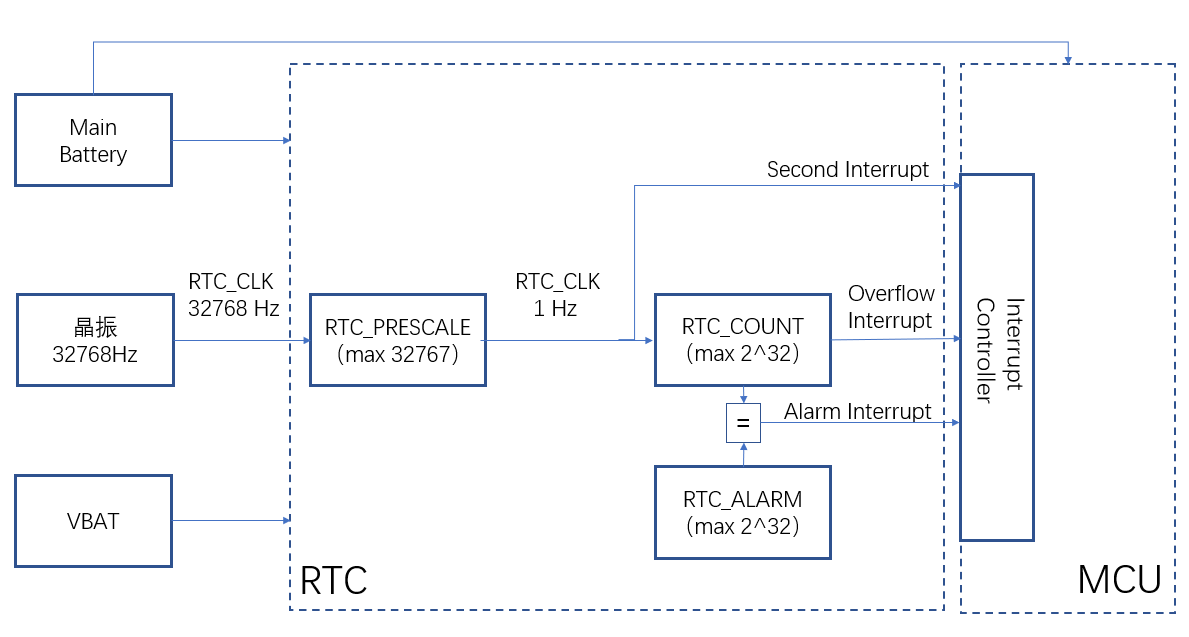 Main
Battery
Second Interrupt
RTC_CLK
32768 Hz
RTC_CLK
1 Hz
Overflow
Interrupt
晶振
32768Hz
RTC_PRESCALE
（max 32767）
RTC_COUNT
（max 2^32）
Interrupt
Controller
=
Alarm Interrupt
VBAT
RTC_ALARM
（max 2^32）
RTC
MCU